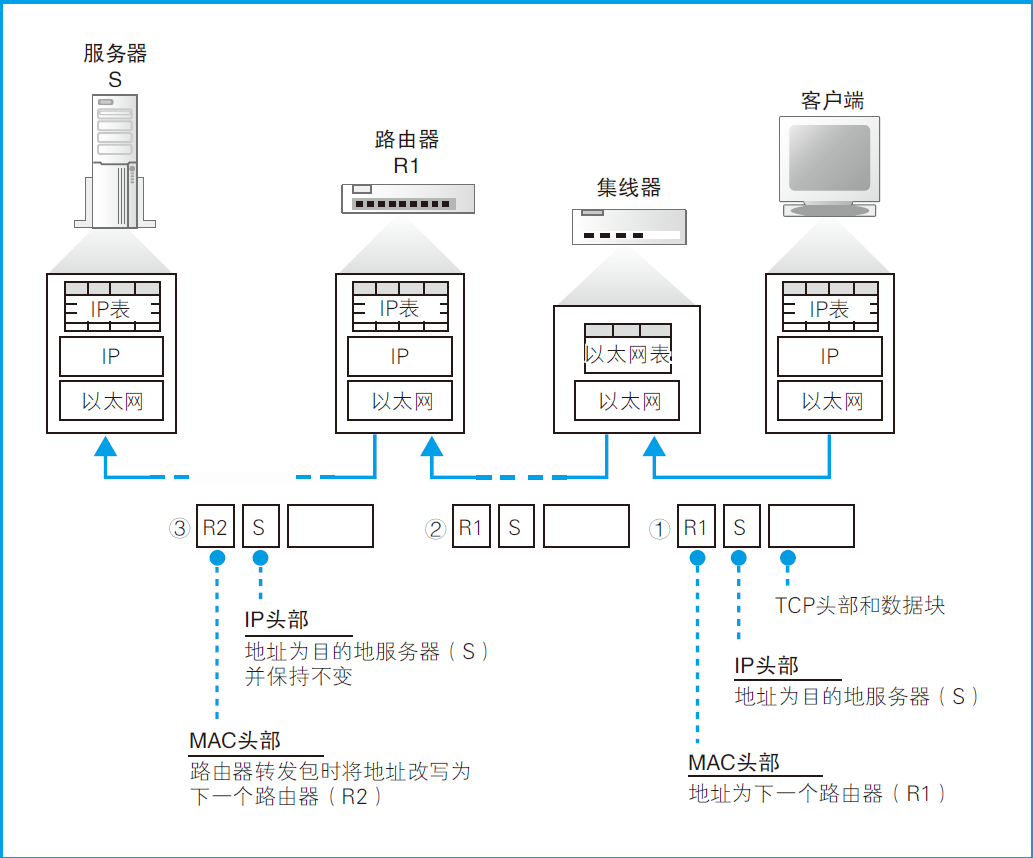 服务器
S
路由器
R1
集线器
客户端
IP表
IP
以太网
IP表
IP
以太网
以太网表
以太网
IP表
IP
以太网
③ R2 S
② R1 S
① R1 S
IP头部
地址为目的地服务器（S）
并保持不变
MAC头部
路由器转发包时将地址改写为
下一个路由器（R2）
TCP头部和数据块
IP头部
地址为目的地服务器（S）
MAC头部
地址为下一个路由器（R1）